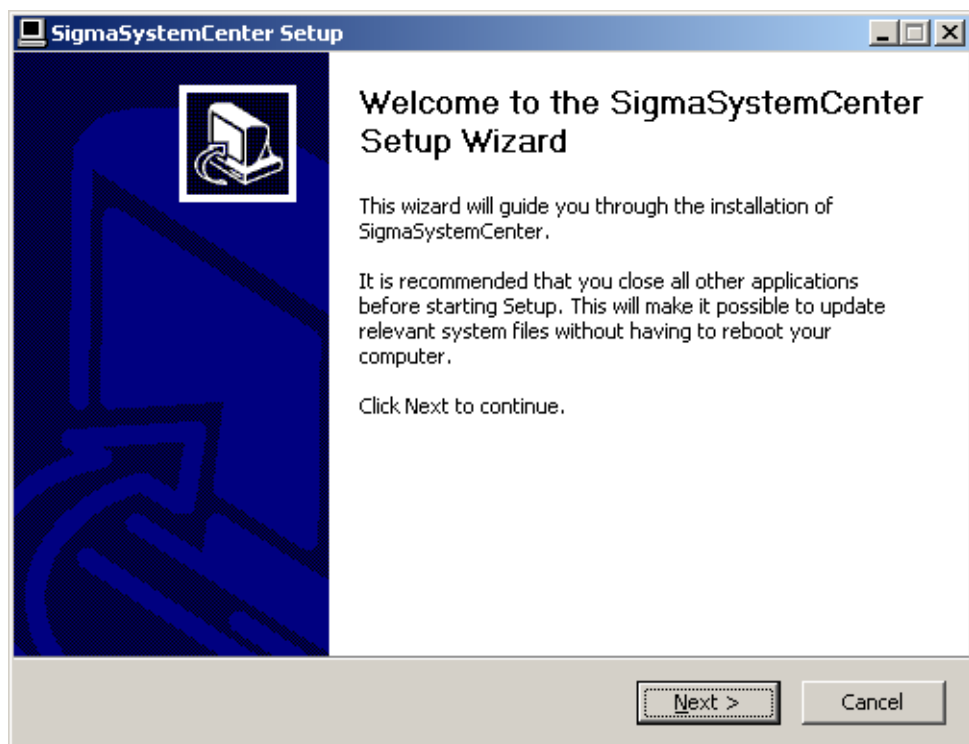 SigmaSystemCenter Setup
Welcome to the SigmaSystemCenter
Setup Wizard
This wizard will guide you through the installation of
SigmaSystemCenter.
It is recommended that you close all other applications
before starting Setup. This will make it possible to update
relevant system files without having to reboot your
computer.
Click Next to continue.
Next >
Cancel